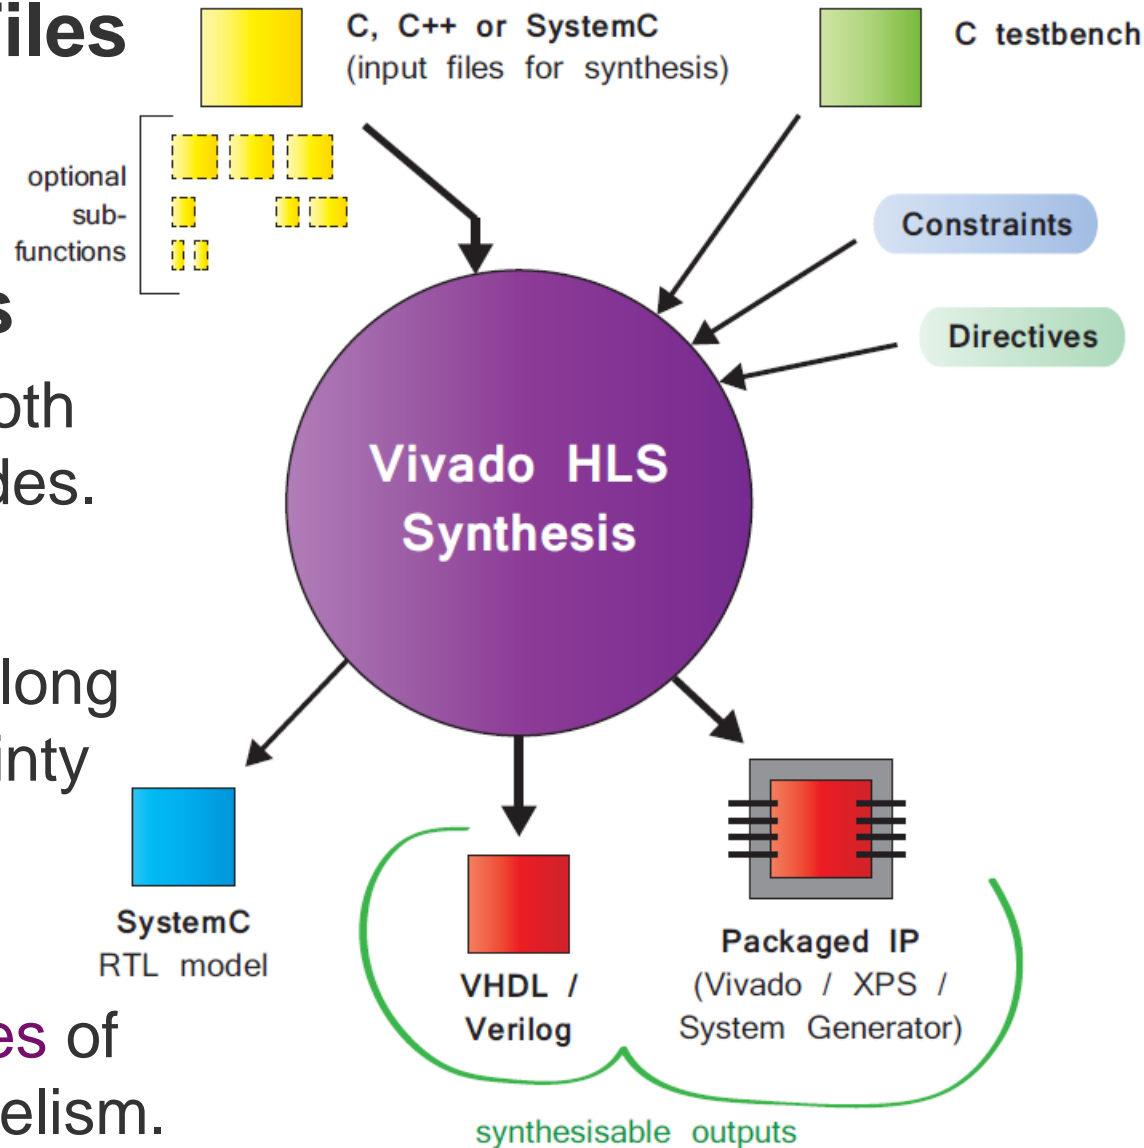 iles
s
oth
des.
long
inty
es of
elism.
C, C++ or SystemC
(input files for synthesis)
C testbench
optional
sub-
functions
Constraints
Directives
Vivado HLS
Synthesis
SystemC
RTL model
VHDL /
Verilog
Packaged IP
(Vivado / XPS /
System Generator)
synthesisable outputs